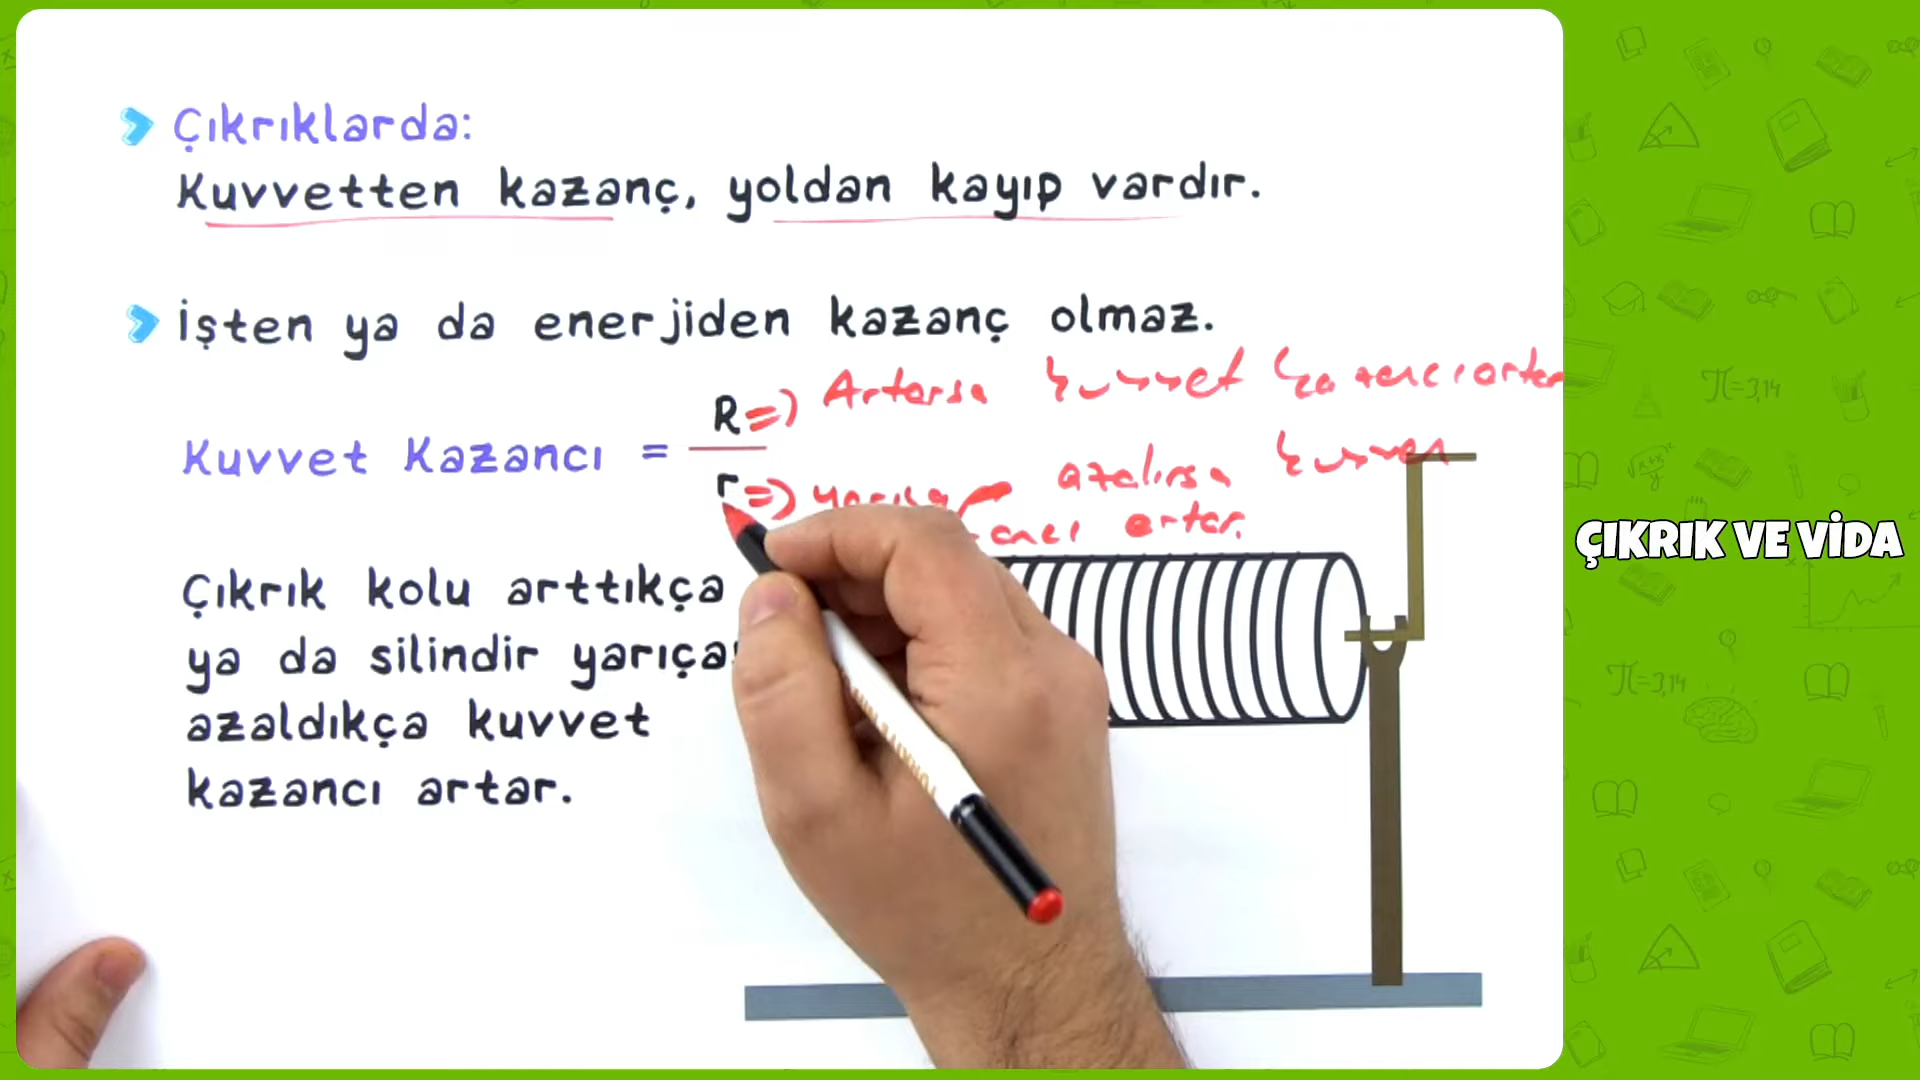 Çıkrıklarda:
Kuvvetten kazanç, yoldan kayıp vardır.
İşten ya da enerjiden kazanç olmaz.
R => Artarsa kuvvet kazancı artar
Kuvvet Kazancı =
r => azalırsa kuvvet
artar.
Çıkrık kolu arttıkça
ya da silindir yarıça
azaldıkça kuvvet
kazancı artar.
ÇIKRIK VE VİDA
π=3,14
π=3,14